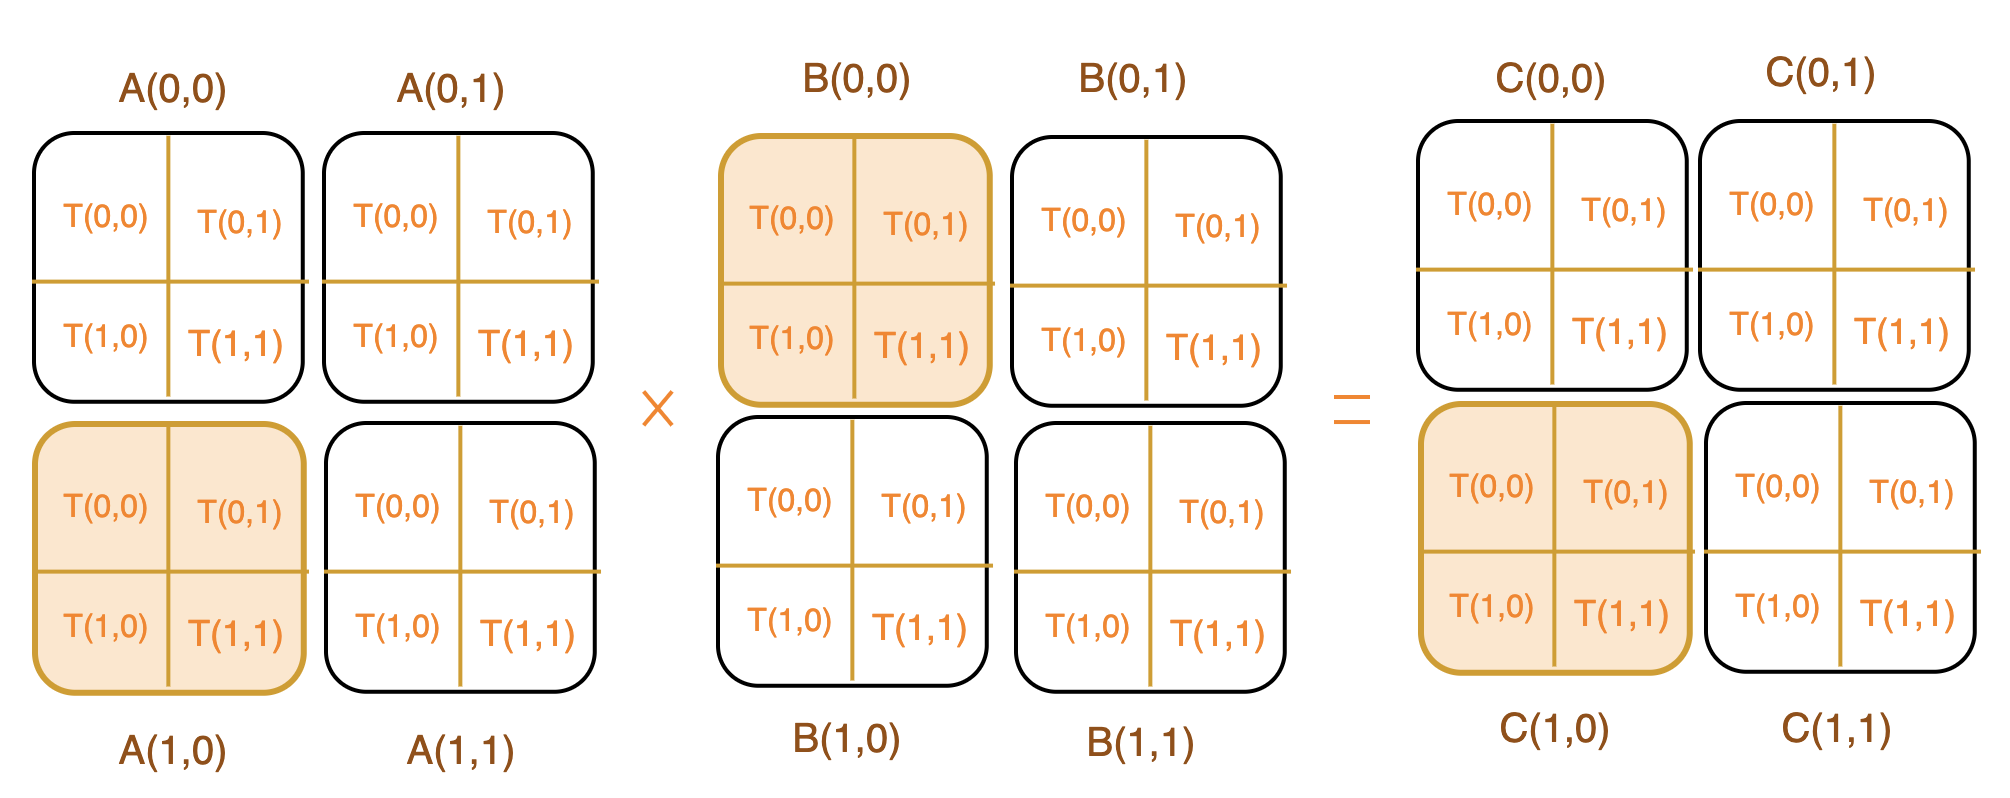 A(0,0) A(0,1) B(0,0) B(0,1) C(0,0) C(0,1)
T(0,0) T(0,1) T(0,0) T(0,1) T(0,0) T(0,1) T(0,0) T(0,1) T(0,0) T(0,1) T(0,0) T(0,1)
T(1,0) T(1,1) T(1,0) T(1,1) T(1,0) T(1,1) T(1,0) T(1,1) T(1,0) T(1,1) T(1,0) T(1,1)
× =
T(0,0) T(0,1) T(0,0) T(0,1) T(0,0) T(0,1) T(0,0) T(0,1) T(0,0) T(0,1) T(0,0) T(0,1)
T(1,0) T(1,1) T(1,0) T(1,1) T(1,0) T(1,1) T(1,0) T(1,1) T(1,0) T(1,1) T(1,0) T(1,1)
A(1,0) A(1,1) B(1,0) B(1,1) C(1,0) C(1,1)